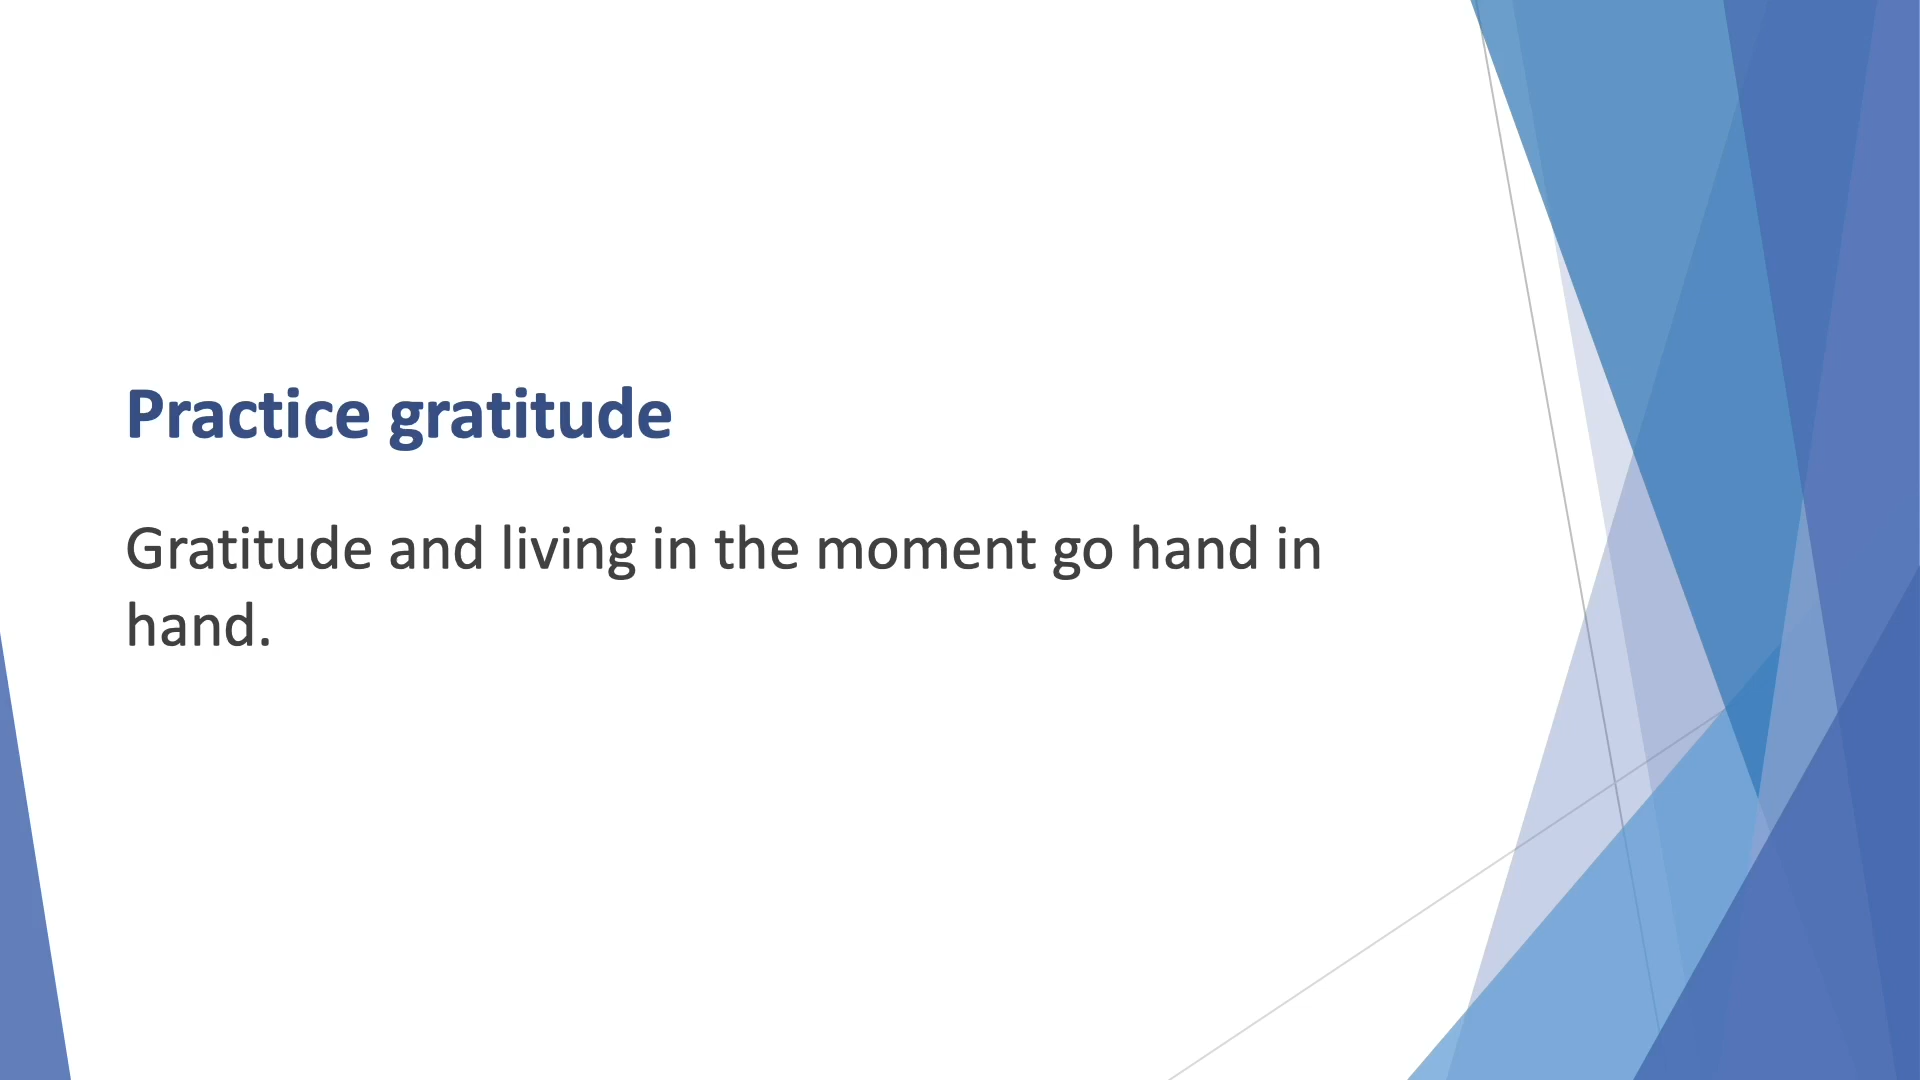 Practice gratitude
Gratitude and living in the moment go hand in
hand.